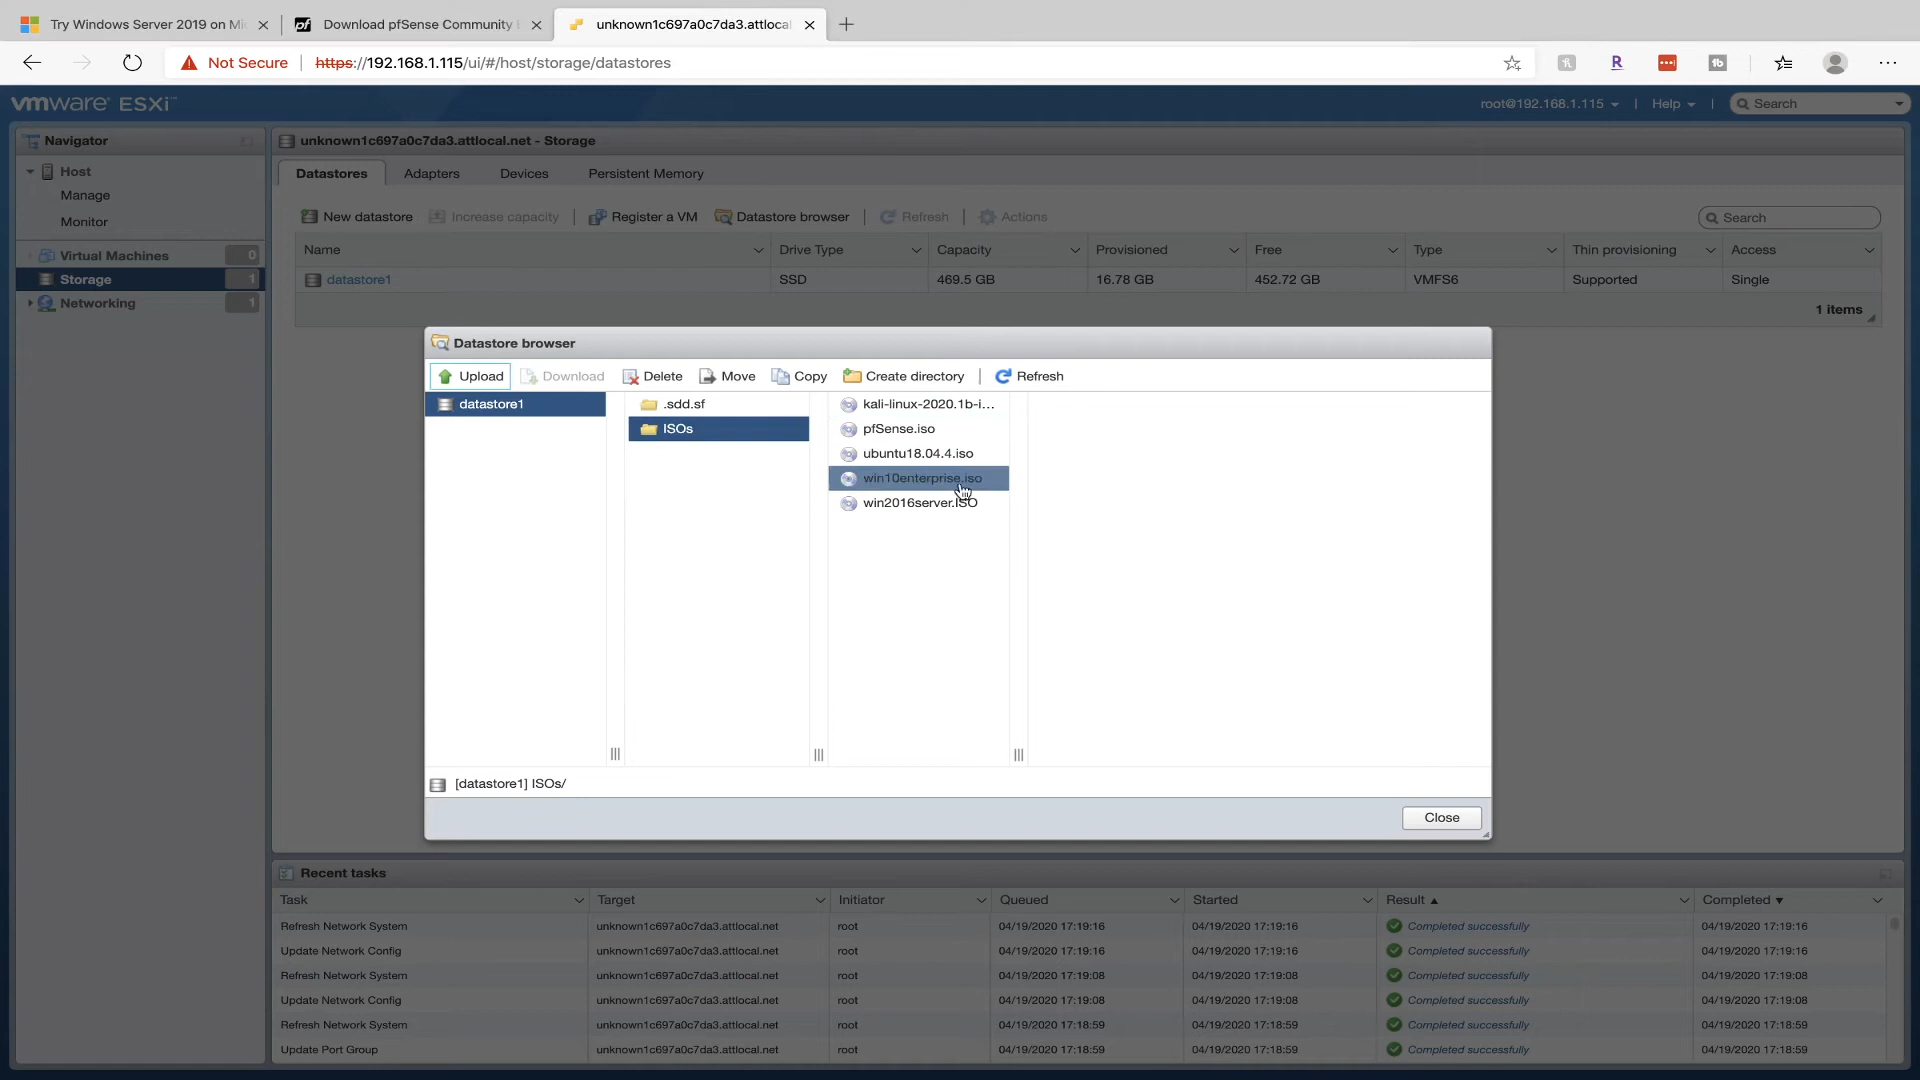 Try Windows Server 2019 on Mi
Download pfSense Community E
unknown1c697a0c7da3.attlocal
Not Secure
https://192.168.1.115/ui/#/host/storage/datastores
R
1b
vmware ESXi
root@192.168.1.115 | Help | Search
Navigator
Host
Manage
Monitor
Virtual Machines 0
Storage 1
Networking 1
unknown1c697a0c7da3.attlocal.net - Storage
Datastores Adapters Devices Persistent Memory
New datastore Increase capacity | Register a VM Datastore browser | Refresh | Actions Search
Name Drive Type Capacity Provisioned Free Type Thin provisioning Access
datastore1 SSD 469.5 GB 16.78 GB 452.72 GB VMFS6 Supported Single
1 items
Datastore browser
Upload Download Delete Move Copy Create directory | Refresh
datastore1
.sdd.sf
ISOs
kali-linux-2020.1b-i...
pfSense.iso
ubuntu18.04.4.iso
win10enterprise.iso
win2016server.ISO
[datastore1] ISOs/
Close
Recent tasks
Task Target Initiator Queued Started Result Completed
Refresh Network System unknown1c697a0c7da3.attlocal.net root 04/19/2020 17:19:16 04/19/2020 17:19:16 Completed successfully 04/19/2020 17:19:16
Update Network Config unknown1c697a0c7da3.attlocal.net root 04/19/2020 17:19:16 04/19/2020 17:19:16 Completed successfully 04/19/2020 17:19:16
Refresh Network System unknown1c697a0c7da3.attlocal.net root 04/19/2020 17:19:08 04/19/2020 17:19:08 Completed successfully 04/19/2020 17:19:08
Update Network Config unknown1c697a0c7da3.attlocal.net root 04/19/2020 17:19:08 04/19/2020 17:19:08 Completed successfully 04/19/2020 17:19:08
Refresh Network System unknown1c697a0c7da3.attlocal.net root 04/19/2020 17:18:59 04/19/2020 17:18:59 Completed successfully 04/19/2020 17:18:59
Update Port Group unknown1c697a0c7da3.attlocal.net root 04/19/2020 17:18:59 04/19/2020 17:18:59 Completed successfully 04/19/2020 17:18:59